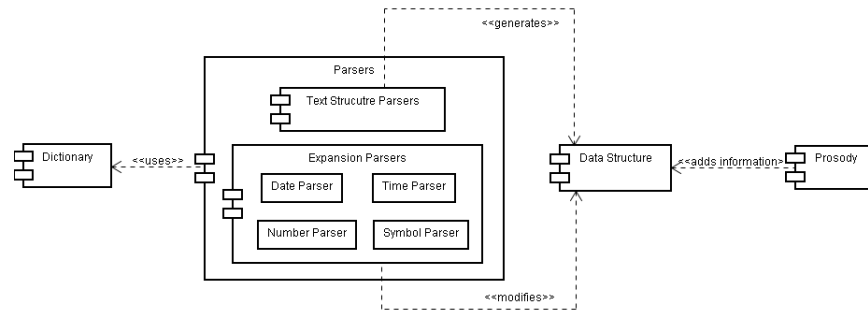 <<generates>>
Parsers
Text Strucutre Parsers
Dictionary
<<uses>>
Expansion Parsers
Date Parser
Time Parser
Number Parser
Symbol Parser
Data Structure
<<adds information>
Prosody
<<modifies>>